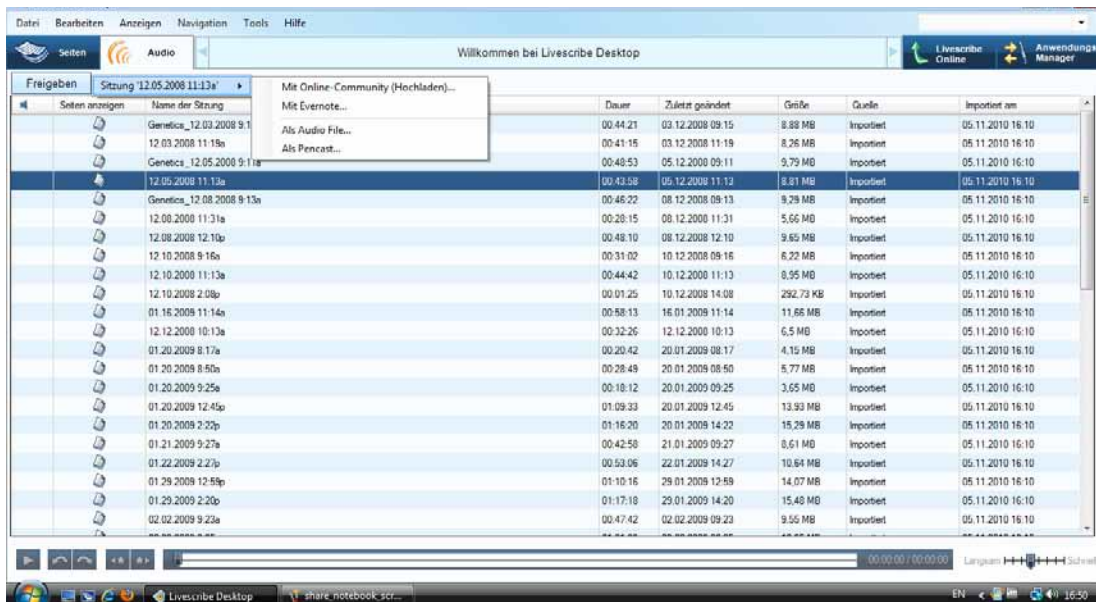 Datei Bearbeiten Anzeigen Navigation Tools Hilfe
Seiten Audio Willkommen bei Livescribe Desktop Livescribe Online Anwendungs Manager
Freigeben Sitzung '12.05.2008 11:13a' Mit Online-Community (Hochladen)...
Mit Evernote...
Als Audio File...
Als Pencast...
Seiten anzeigen Name der Sitzung Dauer Zuletzt geändert Größe Quelle Importiert am
Genetics_12.03.2008 9:1 00:44:21 03.12.2008 09:15 8.88 MB Importiert 05.11.2010 16:10
12.03.2008 11:19a 00:41:15 03.12.2008 11:19 8,26 MB Importiert 05.11.2010 16:10
Genetics_12.05.2008 9:11a 00:48:53 05.12.2008 09:11 9,79 MB Importiert 05.11.2010 16:10
12.05.2008 11:13a 00:43:58 05.12.2008 11:13 8.81 MB Importiert 05.11.2010 16:10
Genetics_12.08.2008 9:13a 00:46:22 08.12.2008 09:13 9,29 MB Importiert 05.11.2010 16:10
12.08.2008 11:31a 00:28:15 08.12.2008 11:31 5,66 MB Importiert 05.11.2010 16:10
12.08.2008 12:10p 00:48:10 08.12.2008 12:10 9.65 MB Importiert 05.11.2010 16:10
12.10.2008 9:16a 00:31:02 10.12.2008 09:16 6,22 MB Importiert 05.11.2010 16:10
12.10.2008 11:13a 00:44:42 10.12.2008 11:13 8,95 MB Importiert 05.11.2010 16:10
12.10.2008 2:08p 00:01:25 10.12.2008 14:08 292,73 KB Importiert 05.11.2010 16:10
01.16.2009 11:14a 00:58:13 16.01.2009 11:14 11,66 MB Importiert 05.11.2010 16:10
12.12.2008 10:13a 00:32:26 12.12.2008 10:13 6,5 MB Importiert 05.11.2010 16:10
01.20.2009 8:17a 00:20:42 20.01.2009 08:17 4,15 MB Importiert 05.11.2010 16:10
01.20.2009 8:50a 00:28:49 20.01.2009 08:50 5,77 MB Importiert 05.11.2010 16:10
01.20.2009 9:25a 00:18:12 20.01.2009 09:25 3,65 MB Importiert 05.11.2010 16:10
01.20.2009 12:45p 01:09:33 20.01.2009 12:45 13,93 MB Importiert 05.11.2010 16:10
01.20.2009 2:22p 01:16:20 20.01.2009 14:22 15,29 MB Importiert 05.11.2010 16:10
01.21.2009 9:27a 00:42:58 21.01.2009 09:27 8,61 MB Importiert 05.11.2010 16:10
01.22.2009 2:27p 00:53:06 22.01.2009 14:27 10,64 MB Importiert 05.11.2010 16:10
01.29.2009 12:59p 01:10:16 29.01.2009 12:59 14,07 MB Importiert 05.11.2010 16:10
01.29.2009 2:20p 01:17:18 29.01.2009 14:20 15,48 MB Importiert 05.11.2010 16:10
02.02.2009 9:23a 00:47:42 02.02.2009 09:23 9.55 MB Importiert 05.11.2010 16:10
00:00:00 / 00:00:00 Langsam Schnell
Livescribe Desktop share_notebook_scr... EN 16:50